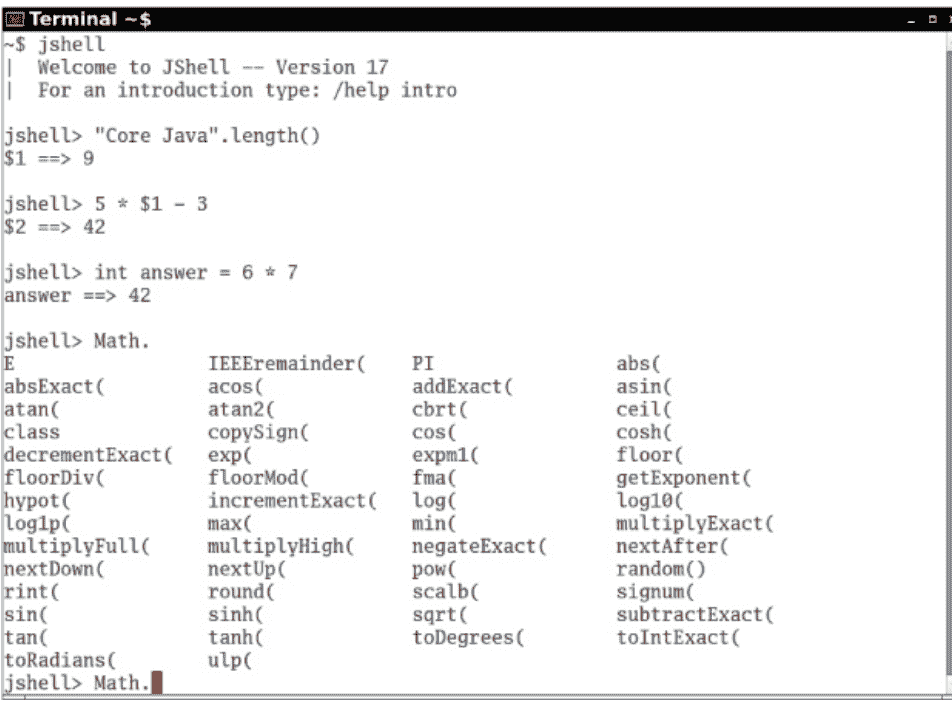 Terminal ~$
~$ jshell
|  Welcome to JShell -- Version 17
|  For an introduction type: /help intro

jshell> "Core Java".length()
$1 ==> 9

jshell> 5 * $1 - 3
$2 ==> 42

jshell> int answer = 6 * 7
answer ==> 42

jshell> Math.
E                 IEEEremainder(    PI                abs(
absExact(         acos(             addExact(         asin(
atan(             atan2(            cbrt(             ceil(
class             copySign(         cos(              cosh(
decrementExact(   exp(              expm1(            floor(
floorDiv(         floorMod(         fma(              getExponent(
hypot(            incrementExact(   log(              log10(
log1p(            max(              min(              multiplyExact(
multiplyFull(     multiplyHigh(     negateExact(      nextAfter(
nextDown(         nextUp(           pow(              random()
rint(             round(            scalb(            signum(
sin(              sinh(             sqrt(             subtractExact(
tan(              tanh(             toDegrees(        toIntExact(
toRadians(        ulp(
jshell> Math.